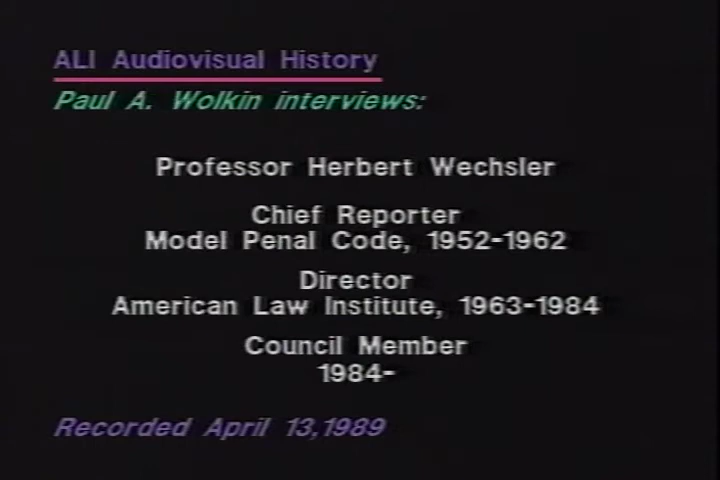 ALI Audiovisual History
Paul A. Wolkin interviews:
Professor Herbert Wechsler
Chief Reporter
Model Penal Code, 1952-1962
Director
American Law Institute, 1963-1984
Council Member
1984-
Recorded April 13,1989